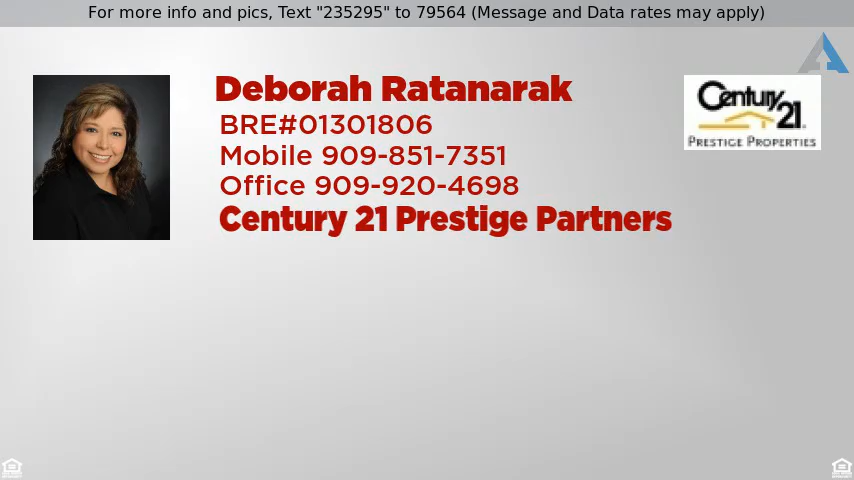 For more info and pics, Text "235295" to 79564 (Message and Data rates may apply)
Deborah Ratanarak
BRE#01301806
Mobile 909-851-7351
Office 909-920-4698
Century 21 Prestige Partners
Century 21
PRESTIGE PROPERTIES